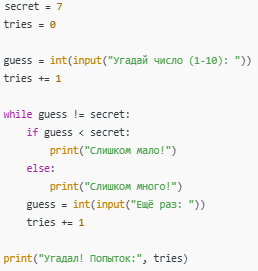 secret = 7
tries = 0

guess = int(input("Угадай число (1-10): "))
tries += 1

while guess != secret:
    if guess < secret:
        print("Слишком мало!")
    else:
        print("Слишком много!")
    guess = int(input("Ещё раз: "))
    tries += 1

print("Угадал! Попыток:", tries)